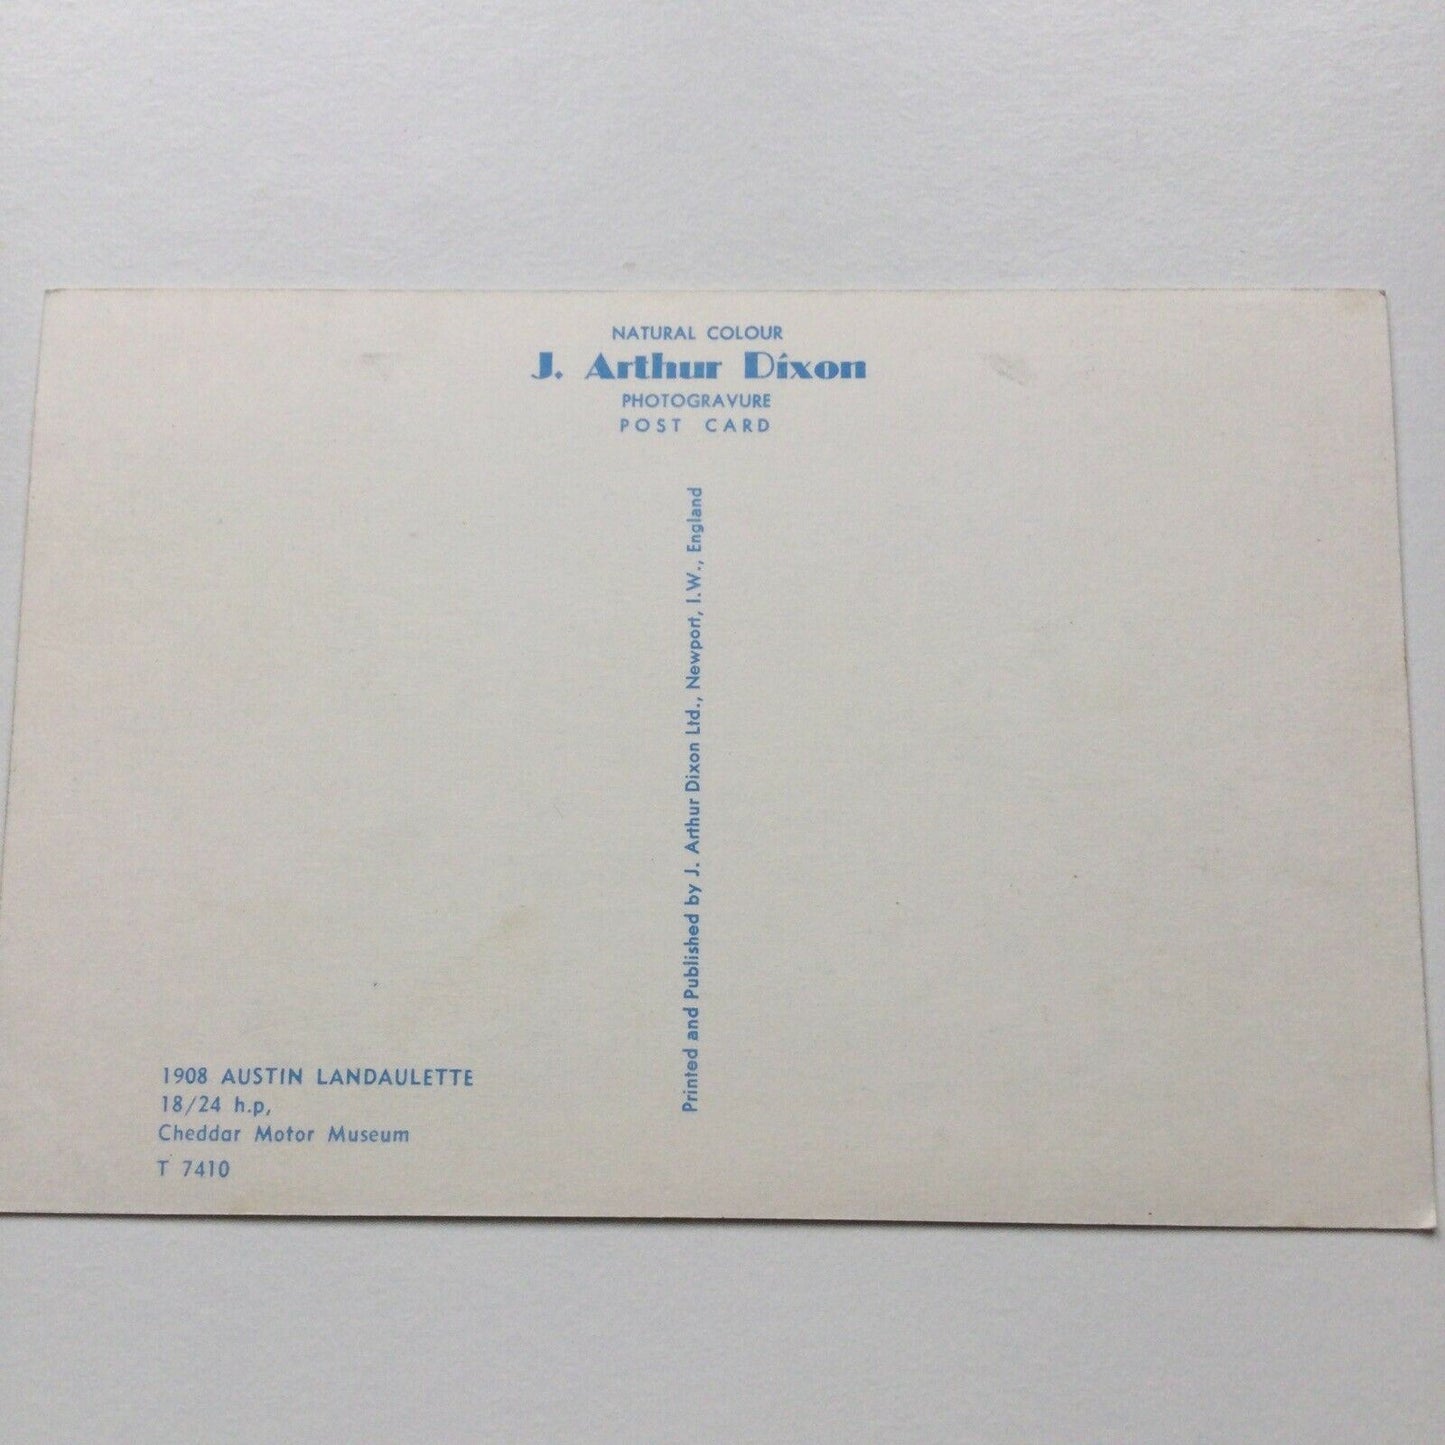 NATURAL COLOUR
J. Arthur Dixon
PHOTOGRAVURE
POST CARD
Printed and Published by J. Arthur Dixon Ltd., Newport, I.W., England
1908 AUSTIN LANDAULETTE
18/24 h.p,
Cheddar Motor Museum
T 7410